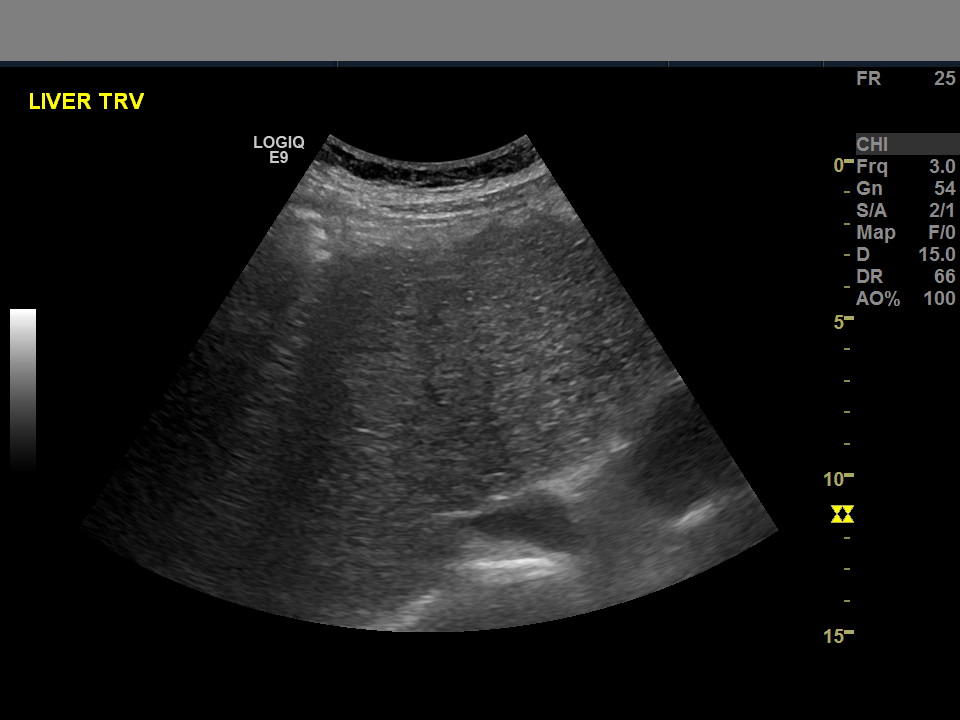 FR 25
LIVER TRV
LOGIQ
E9
CHI
0
Frq 3.0
Gn 54
S/A 2/1
Map F/0
D 15.0
DR 66
AO% 100
5
10
15